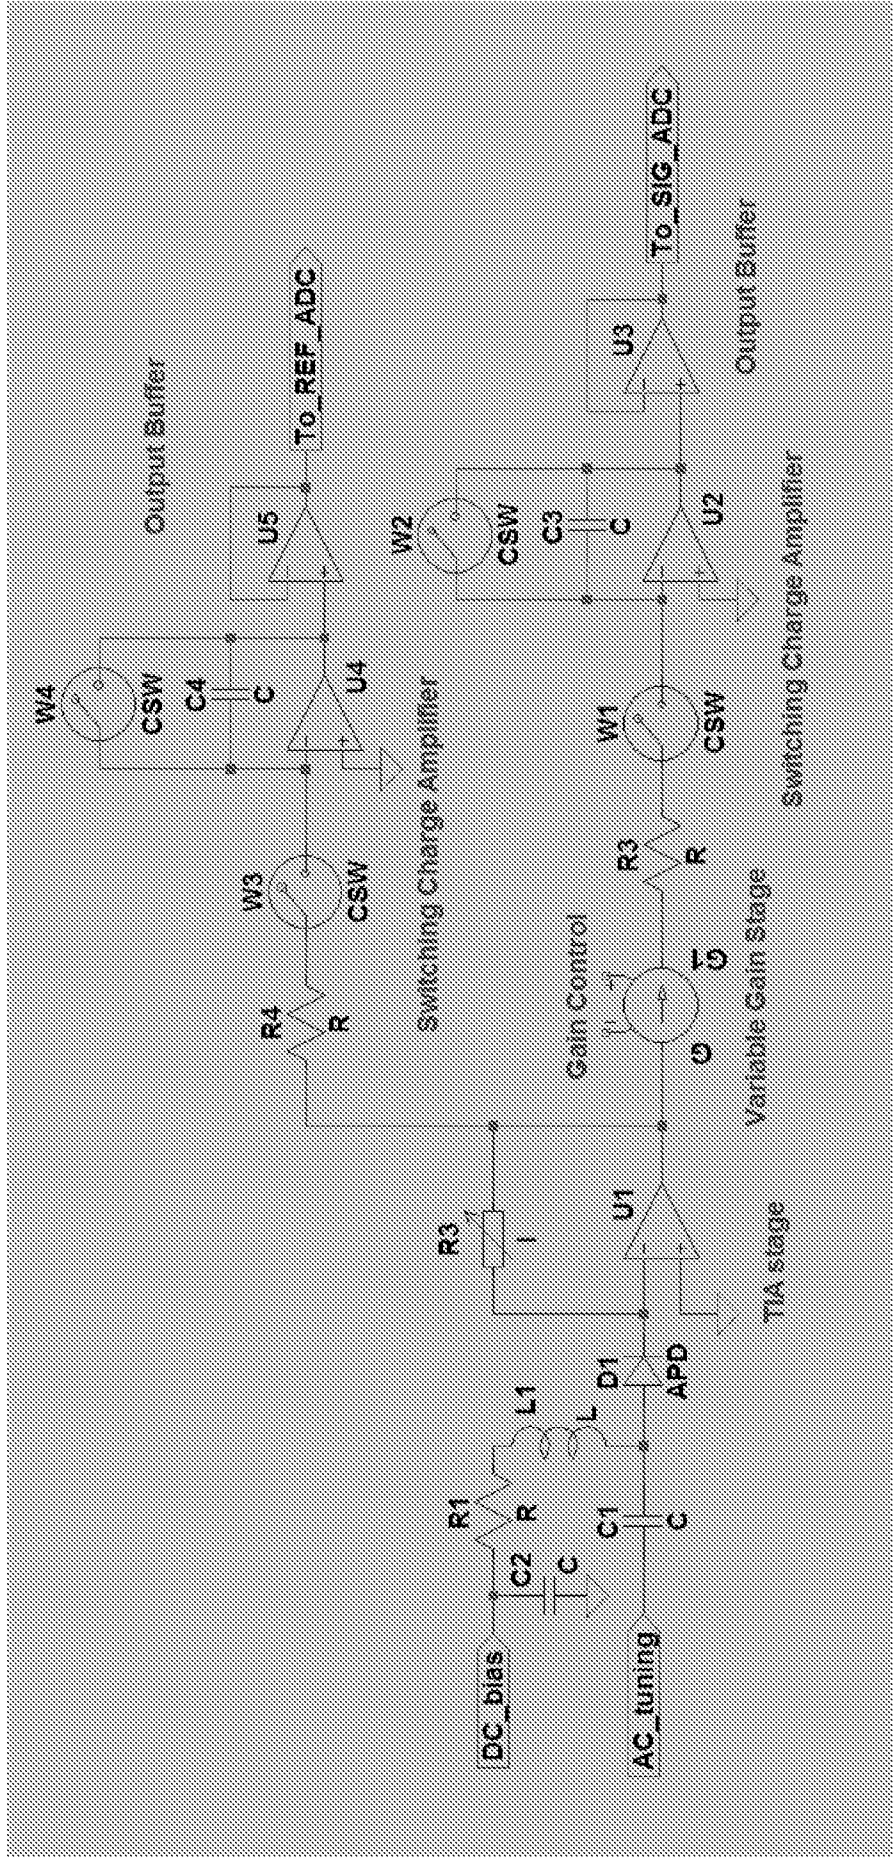 W4
CSW
C4
C
U4
Output Buffer
U5
To_REF_ADC
W3
CSW
R4
R
Switching Charge Amplifier
W2
CSW
C3
C
U2
U3
To_SIG_ADC
Output Buffer
R3
I
Gain Control
R3
R
W1
CSW
Switching Charge Amplifier
DC_bias
C2
C
R1
R
L1
L
D1
APD
U1
TIA stage
G
G1
Variable Gain Stage
AC_tuning
C1
C